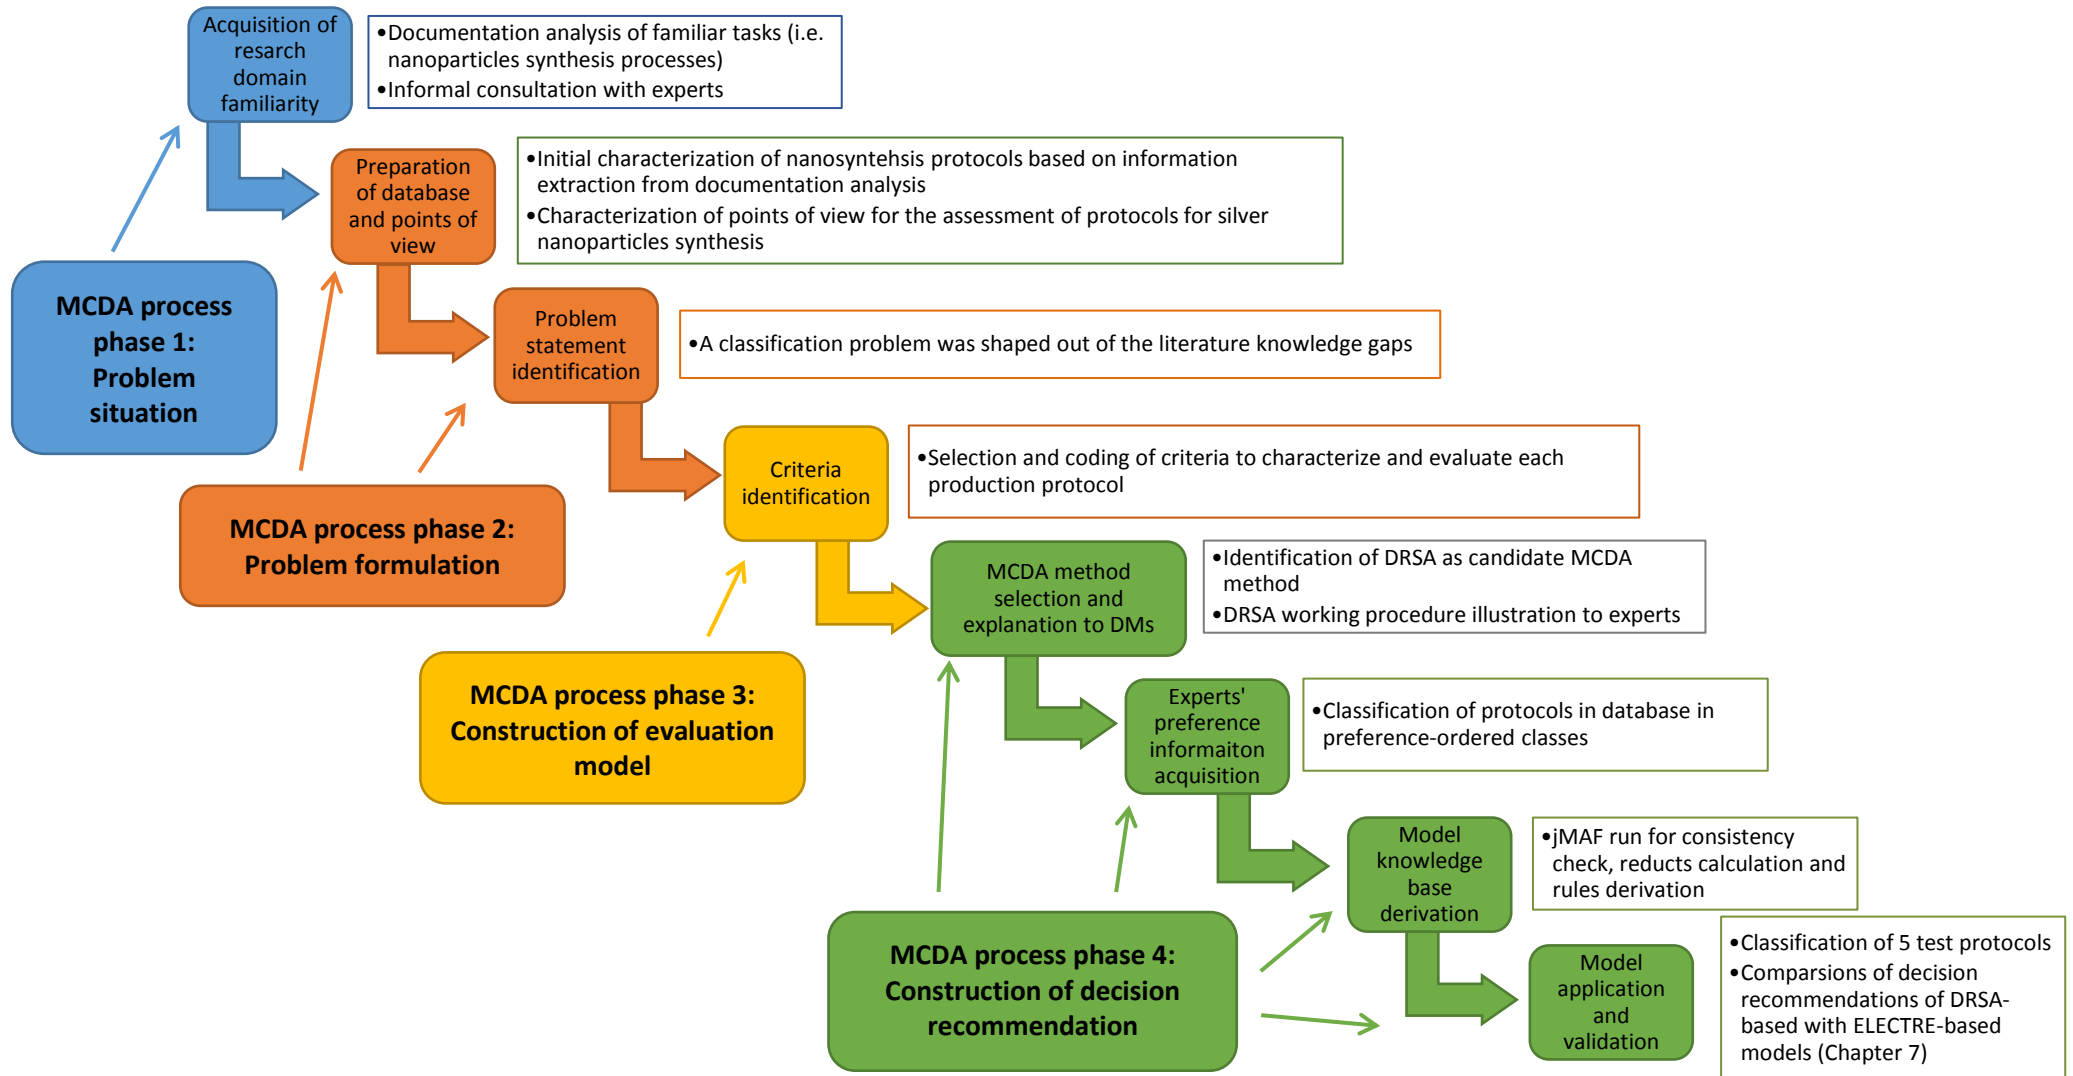 Acquisition of
resarch
domain
familiarity
•Documentation analysis of familiar tasks (i.e.
nanoparticles synthesis processes)
•Informal consultation with experts
Preparation
of database
and points of
view
•Initial characterization of nanosyntehsis protocols based on information
extraction from documentation analysis
•Characterization of points of view for the assessment of protocols for silver
nanoparticles synthesis
MCDA process
phase 1:
Problem
situation
Problem
statement
identification
•A classification problem was shaped out of the literature knowledge gaps
Criteria
identification
•Selection and coding of criteria to characterize and evaluate each
production protocol
MCDA process phase 2:
Problem formulation
MCDA method
selection and
explanation to DMs
•Identification of DRSA as candidate MCDA
method
•DRSA working procedure illustration to experts
MCDA process phase 3:
Construction of evaluation
model
Experts'
preference
informaiton
acquisition
•Classification of protocols in database in
preference-ordered classes
Model
knowledge
base
derivation
•jMAF run for consistency
check, reducts calculation and
rules derivation
MCDA process phase 4:
Construction of decision
recommendation
Model
application
and
validation
•Classification of 5 test protocols
•Comparsions of decision
recommendations of DRSA-
based with ELECTRE-based
models (Chapter 7)